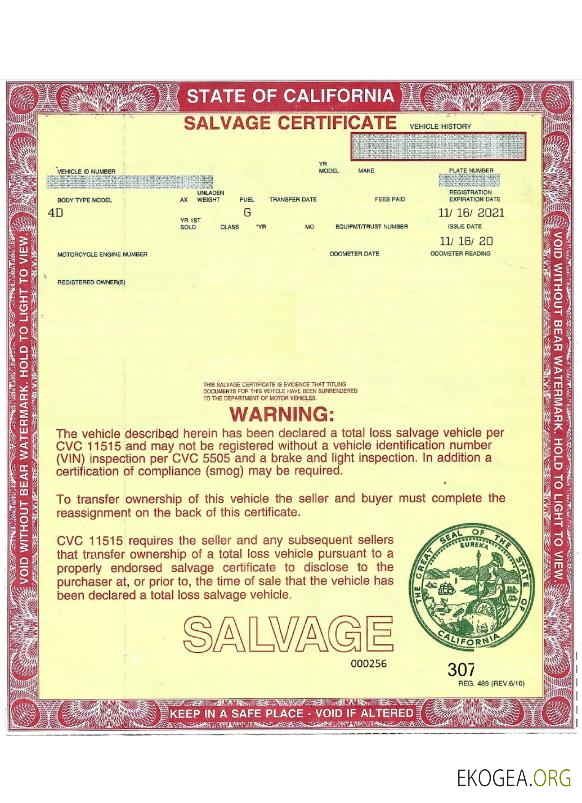 STATE OF CALIFORNIA
SALVAGE CERTIFICATE
VEHICLE HISTORY
VEHICLE ID NUMBER
YR
MODEL
MAKE
PLATE NUMBER
BODY TYPE MODEL
AX
UNLADEN
WEIGHT
FUEL
TRANSFER DATE
FEES PAID
REGISTRATION
EXPIRATION DATE
4D
G
11/ 16/ 2021
YR 1ST
SOLD
CLASS
*YR
MO
EQUIPMT/TRUST NUMBER
ISSUE DATE
11/ 16/ 20
MOTORCYCLE ENGINE NUMBER
ODOMETER DATE
ODOMETER READING
REGISTERED OWNER(S)
THIS SALVAGE CERTIFICATE IS EVIDENCE THAT TITLING
DOCUMENTS FOR THIS VEHICLE HAVE BEEN SURRENDERED
TO THE DEPARTMENT OF MOTOR VEHICLES.
WARNING:
The vehicle described herein has been declared a total loss salvage vehicle per
CVC 11515 and may not be registered without a vehicle identification number
(VIN) inspection per CVC 5505 and a brake and light inspection. In addition a
certification of compliance (smog) may be required.
To transfer ownership of this vehicle the seller and buyer must complete the
reassignment on the back of this certificate.
CVC 11515 requires the seller and any subsequent sellers
that transfer ownership of a total loss vehicle pursuant to a
properly endorsed salvage certificate to disclose to the
purchaser at, or prior to, the time of sale that the vehicle has
been declared a total loss salvage vehicle.
THE GREAT SEAL OF THE STATE OF
EUREKA
CALIFORNIA
SALVAGE
000256
307
REG. 489 (REV.6/10)
KEEP IN A SAFE PLACE - VOID IF ALTERED
VOID WITHOUT BEAR WATERMARK. HOLD TO LIGHT TO VIEW
VOID WITHOUT BEAR WATERMARK. HOLD TO LIGHT TO VIEW
EKOGEA.ORG